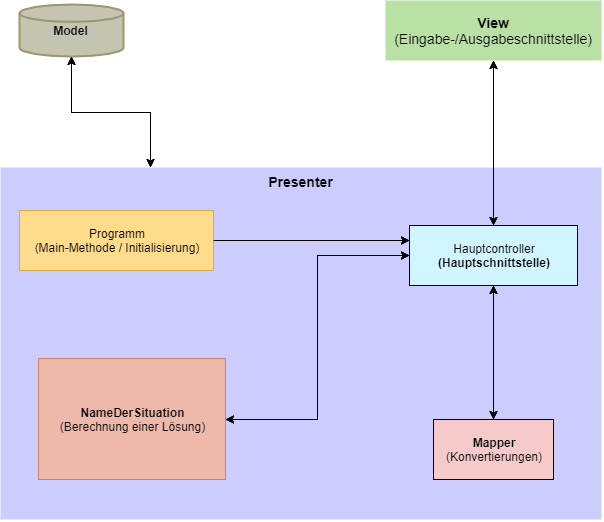 Model
View
(Eingabe-/Ausgabeschnittstelle)
Presenter
Programm
(Main-Methode / Initialisierung)
Hauptcontroller
(Hauptschnittstelle)
NameDerSituation
(Berechnung einer Lösung)
Mapper
(Konvertierungen)